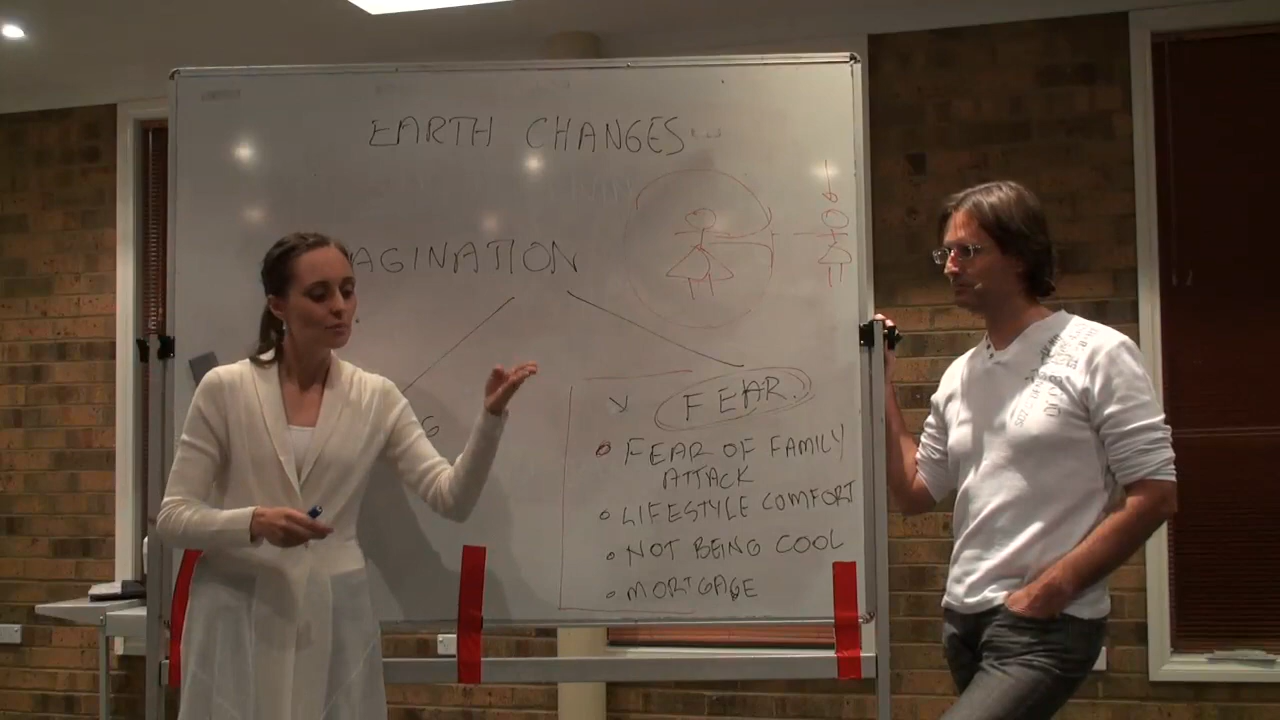 EARTH CHANGES
AGINATION
FEAR.
FEAR OF FAMILY
ATTACK
LIFESTYLE COMFORT
NOT BEING COOL
MORTGAGE